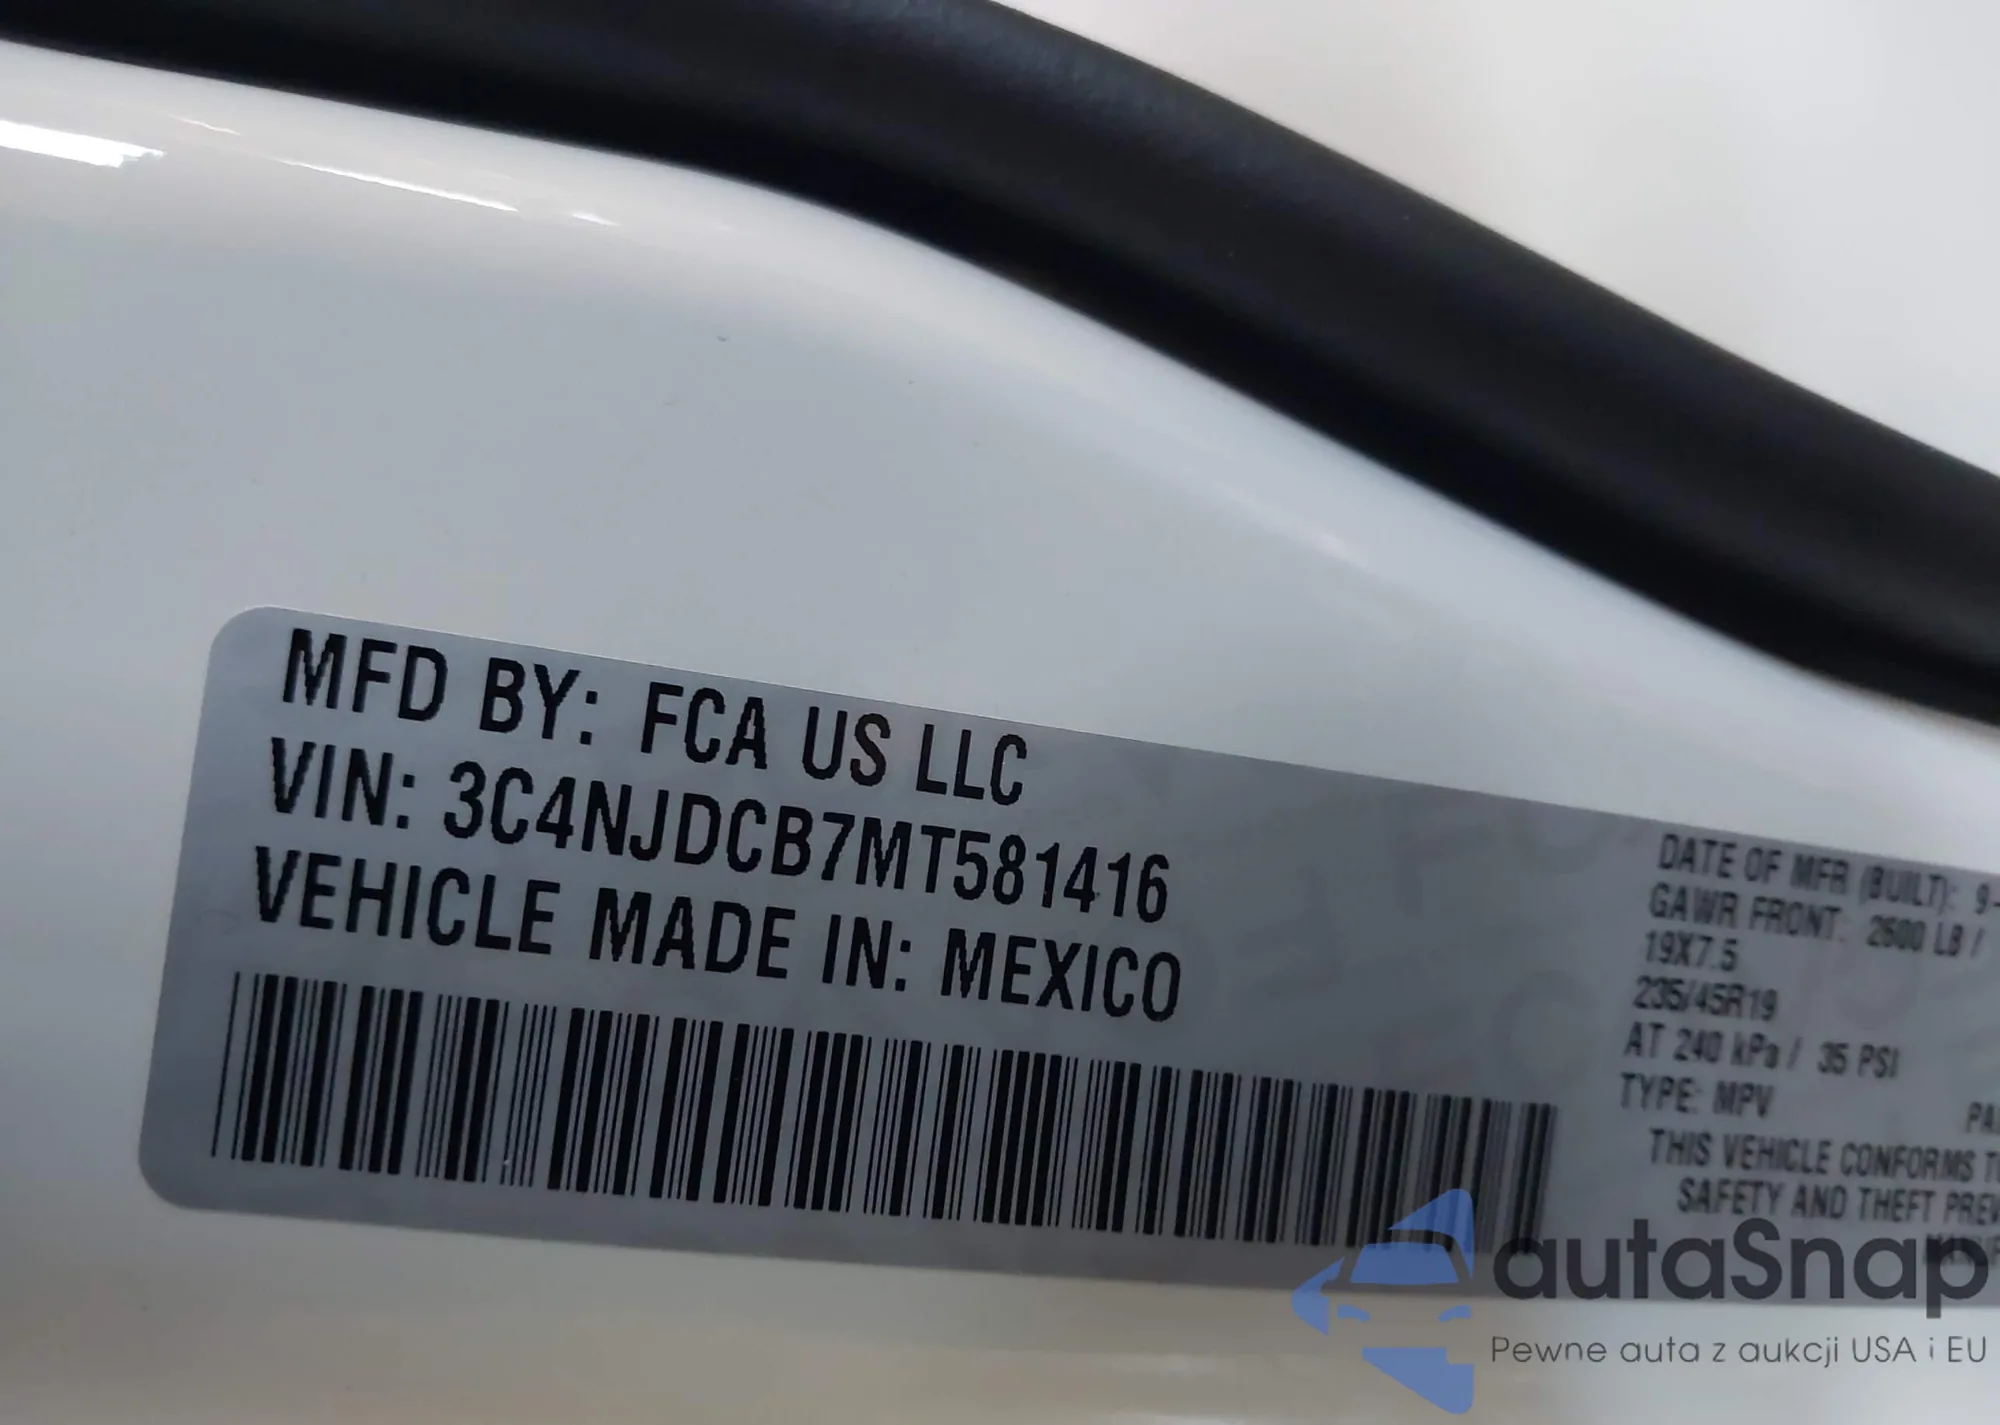 MFD BY: FCA US LLC
VIN: 3C4NJDCB7MT581416
VEHICLE MADE IN: MEXICO
DATE OF MFR (BUILT): 9-
GAWR FRONT: 2600 LB /
19X7.5
235/45R19
AT 240 kPa / 35 PSI
TYPE: MPV
THIS VEHICLE CONFORMS
SAFETY AND THEFT
autaSnap
Pewne auta z aukcji USA i EU